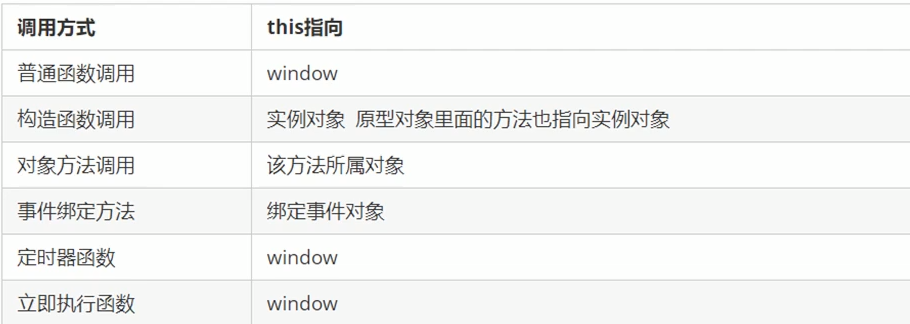 调用方式 this指向
普通函数调用 window
构造函数调用 实例对象 原型对象里面的方法也指向实例对象
对象方法调用 该方法所属对象
事件绑定方法 绑定事件对象
定时器函数 window
立即执行函数 window